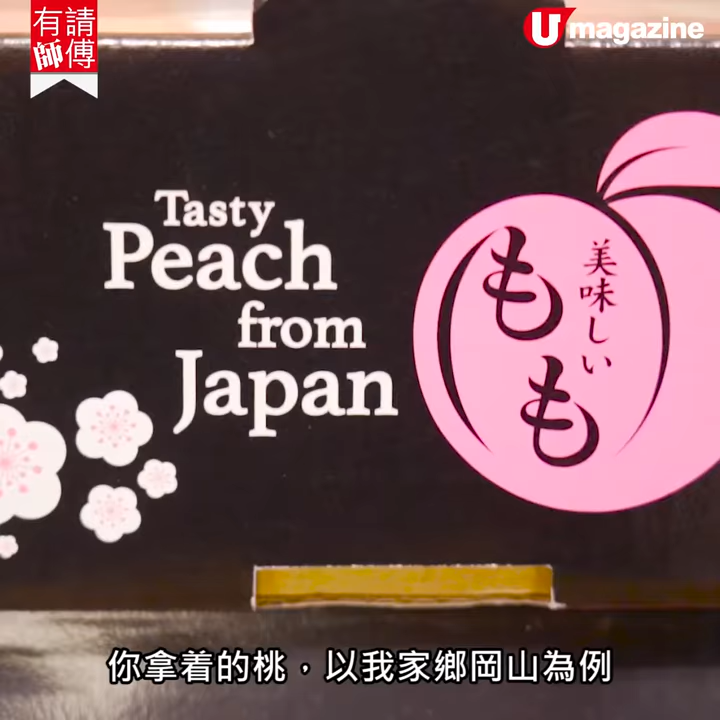 有請
師傅
U magazine
Tasty
Peach
from
Japan
美味しい
もも
你拿着的桃，以我家鄉岡山為例